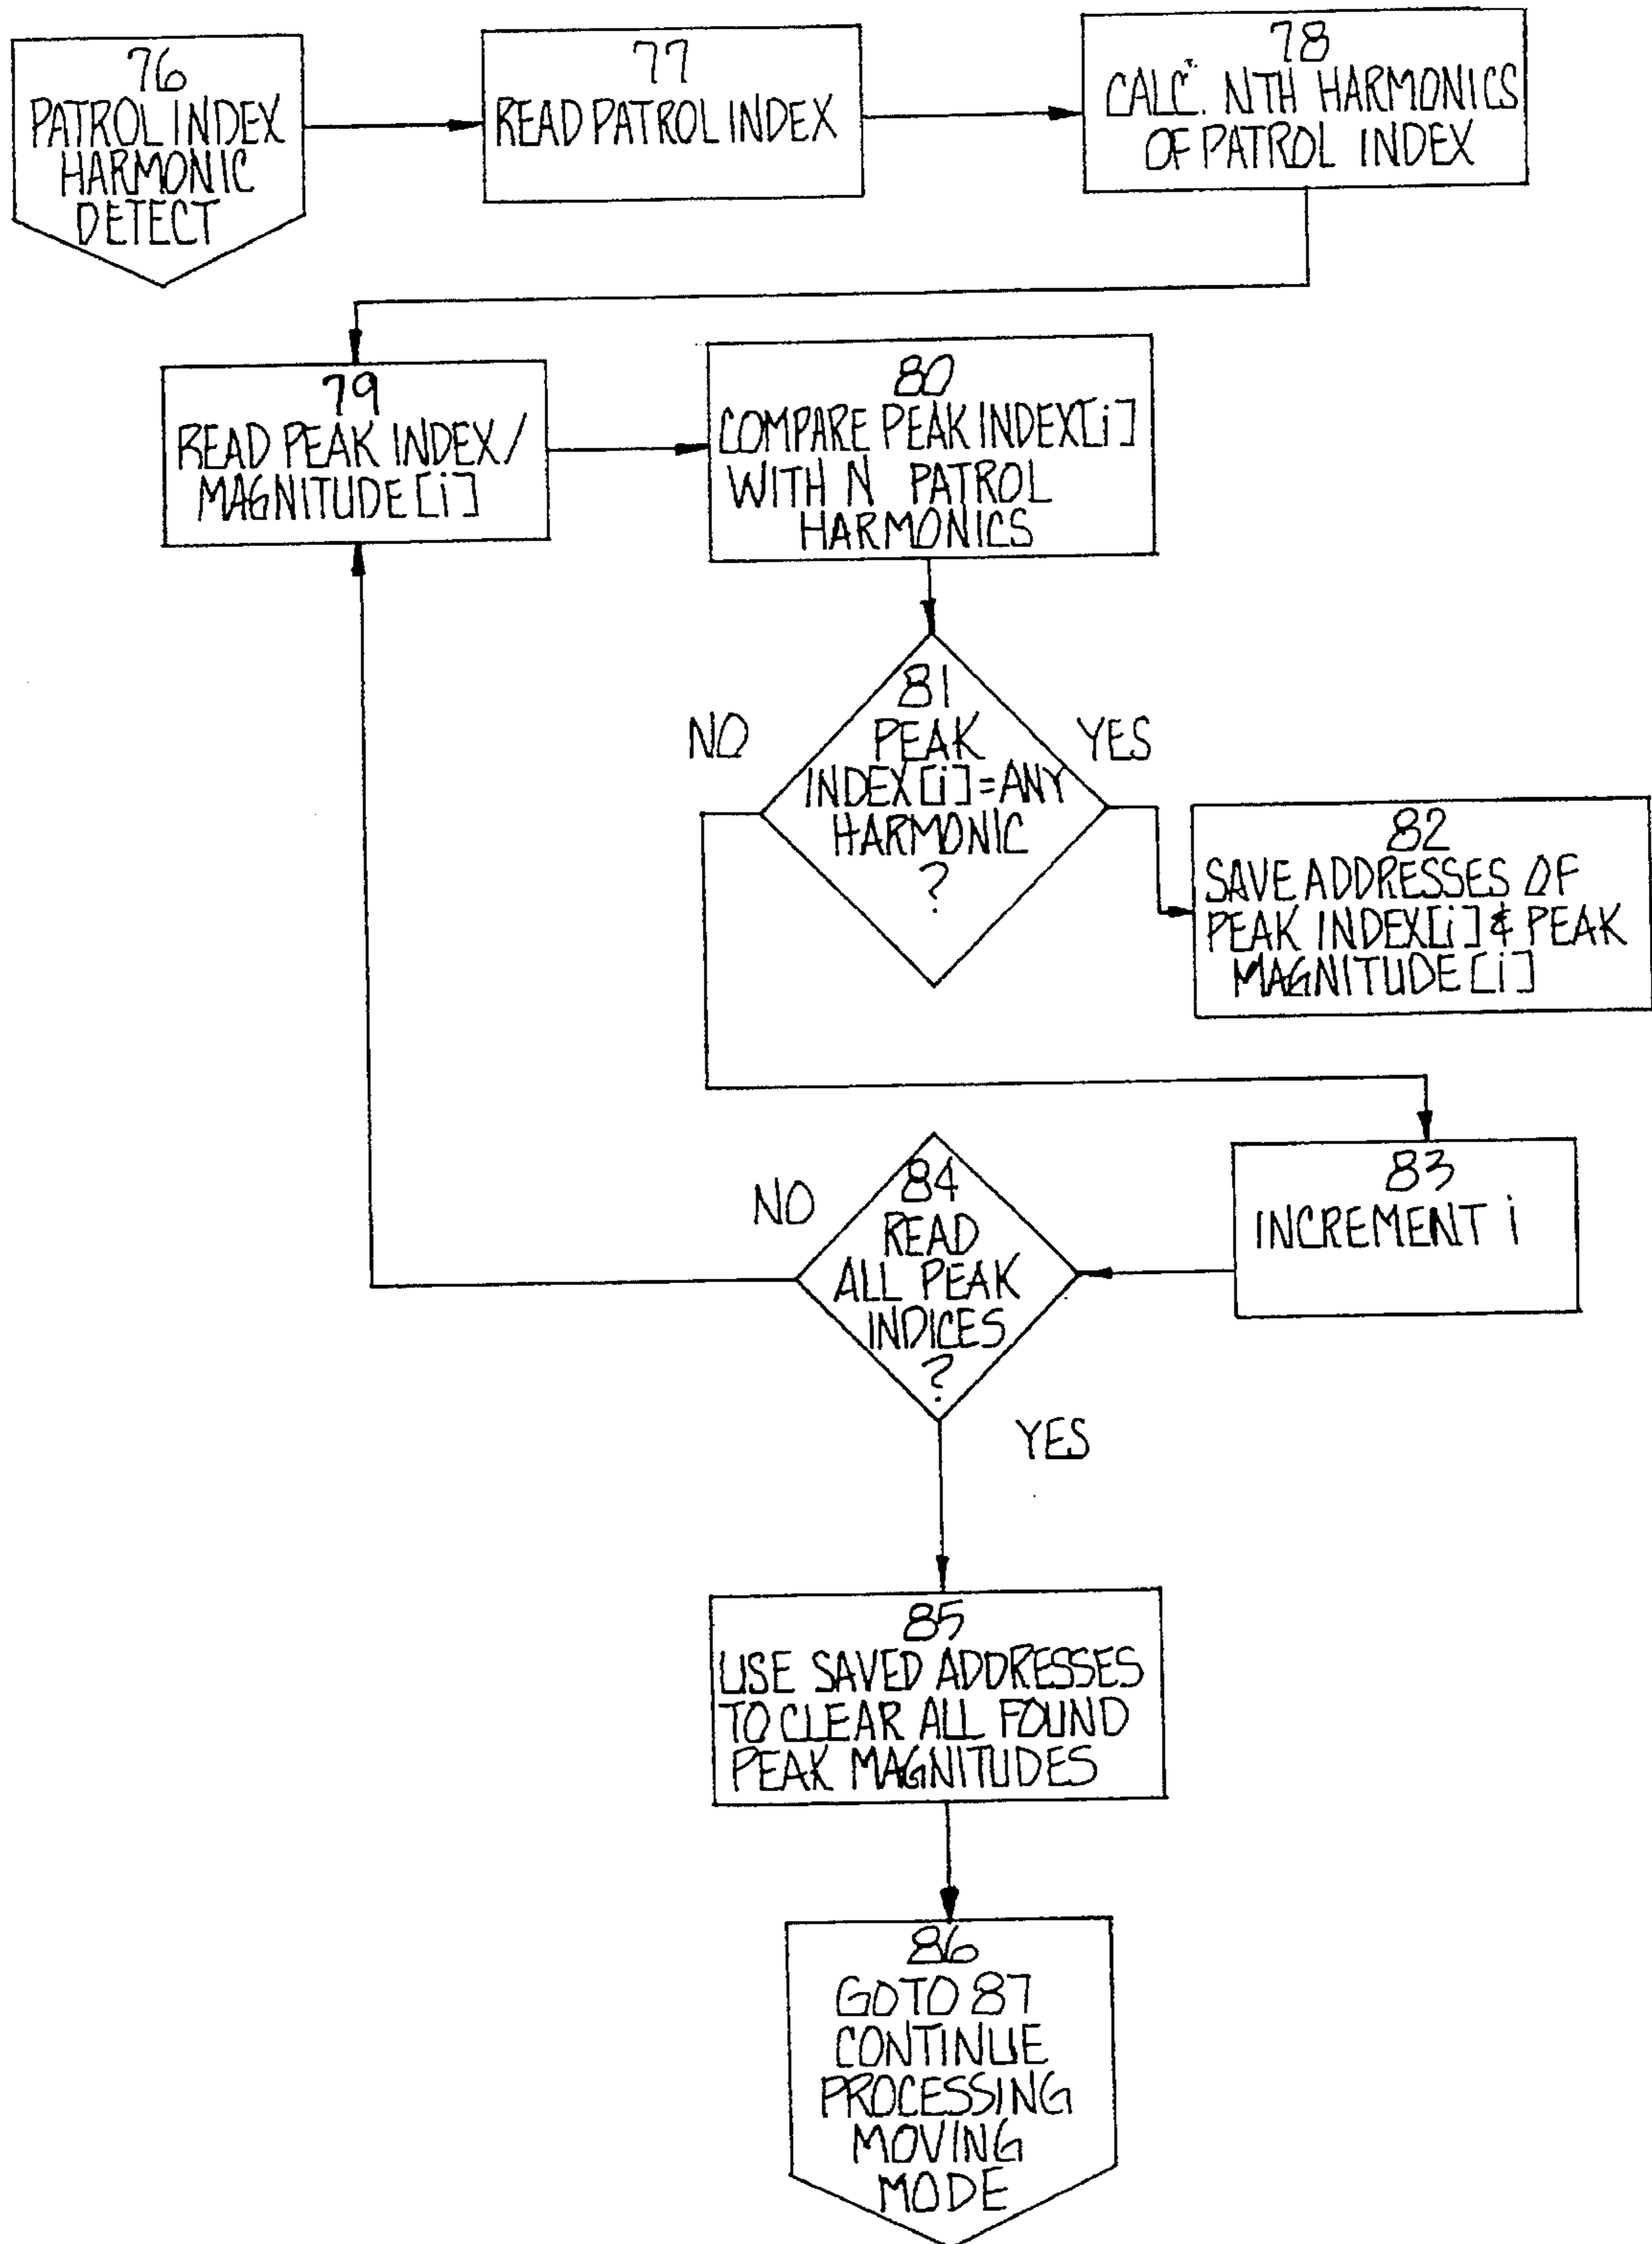 76
PATROL INDEX
HARMONIC
DETECT
77
READ PATROL INDEX
78
CALC. NTH HARMONICS
OF PATROL INDEX
79
READ PEAK INDEX/
MAGNITUDE[i]
80
COMPARE PEAK INDEX[i]
WITH N PATROL
HARMONICS
81
PEAK
INDEX[i]=ANY
HARMONIC
?
NO
YES
82
SAVE ADDRESSES OF
PEAK INDEX[i] & PEAK
MAGNITUDE[i]
83
INCREMENT i
84
READ
ALL PEAK
INDICES
?
NO
YES
85
USE SAVED ADDRESSES
TO CLEAR ALL FOUND
PEAK MAGNITUDES
86
GO TO 87
CONTINUE
PROCESSING
MOVING
MODE